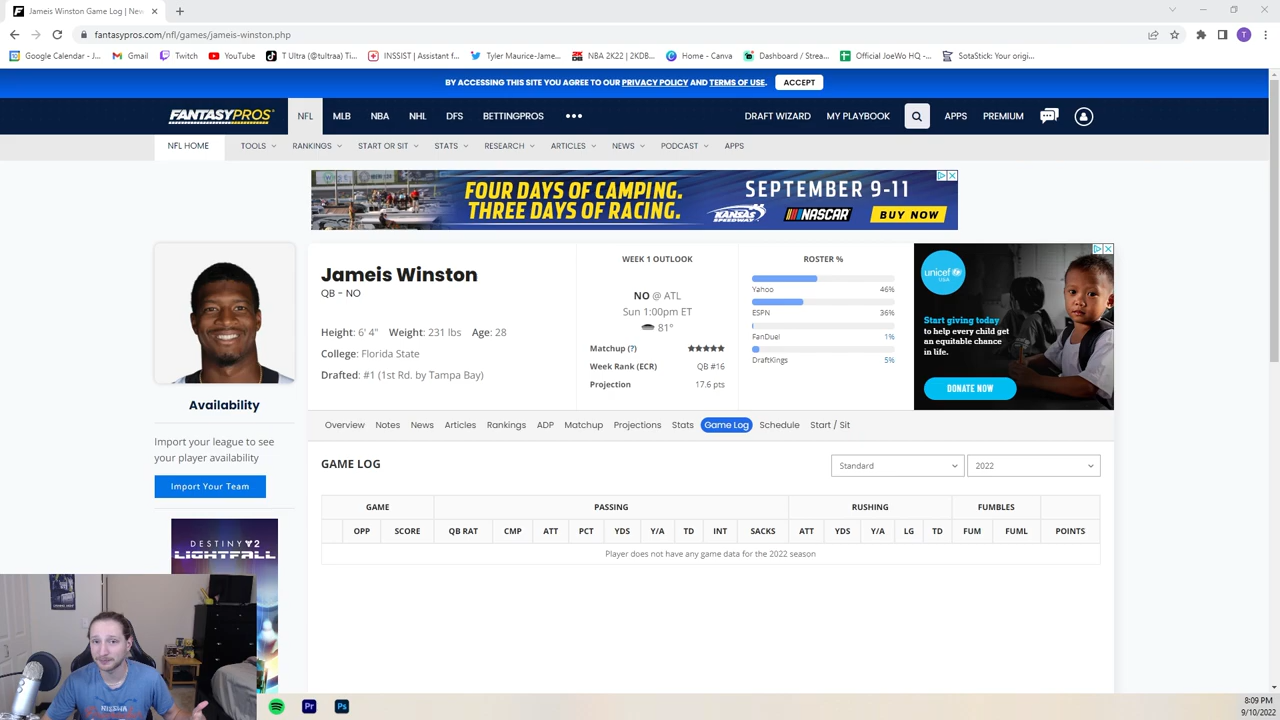 Jameis Winston Game Log | Nev
fantasypros.com/nfl/games/jameis-winston.php
Google Calendar - J... Gmail Twitch YouTube T Ultra (@tultraa) Ti... INSSIST | Assistant f... Tyler Maurice-Jame... NBA 2K22 | 2KDB... Home - Canva Dashboard / Strea... Official JoeWo HQ -... SotaStick: Your origi...
BY ACCESSING THIS SITE YOU AGREE TO OUR PRIVACY POLICY AND TERMS OF USE. ACCEPT
FANTASYPROS NFL MLB NBA NHL DFS BETTINGPROS ••• DRAFT WIZARD MY PLAYBOOK APPS PREMIUM
NFL HOME TOOLS RANKINGS START OR SIT STATS RESEARCH ARTICLES NEWS PODCAST APPS
FOUR DAYS OF CAMPING.
THREE DAYS OF RACING.
SEPTEMBER 9-11
KANSAS SPEEDWAY NASCAR BUY NOW
Jameis Winston
QB - NO
Height: 6' 4" Weight: 231 lbs Age: 28
College: Florida State
Drafted: #1 (1st Rd. by Tampa Bay)
WEEK 1 OUTLOOK
NO @ ATL
Sun 1:00pm ET
81°
Matchup (?) ★★★★★
Week Rank (ECR) QB #16
Projection 17.6 pts
ROSTER %
Yahoo 46%
ESPN 36%
FanDuel 1%
DraftKings 5%
unicef USA
Start giving today
to help every child get
an equitable chance
in life.
DONATE NOW
Availability
Import your league to see
your player availability
Import Your Team
DESTINY 2
LIGHTFALL
Overview Notes News Articles Rankings ADP Matchup Projections Stats Game Log Schedule Start / Sit
GAME LOG
Standard 2022
GAME PASSING RUSHING FUMBLES
OPP SCORE QB RAT CMP ATT PCT YDS Y/A TD INT SACKS ATT YDS Y/A LG TD FUM FUML POINTS
Player does not have any game data for the 2022 season
T
Pr Ps
8:09 PM
9/10/2022